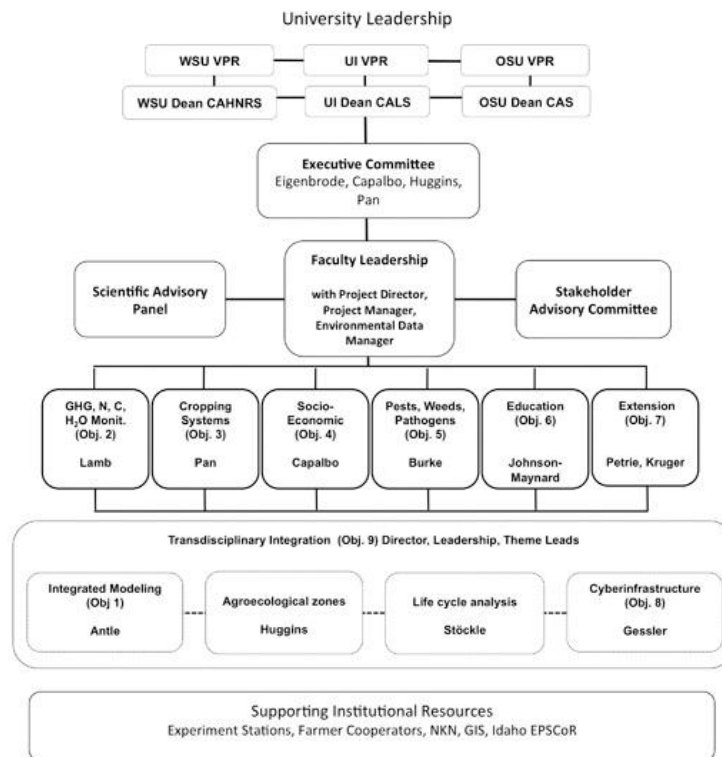 University Leadership
WSU VPR
UI VPR
OSU VPR
WSU Dean CAHNRS
UI Dean CALS
OSU Dean CAS
Executive Committee
Eigenbrode, Capalbo, Huggins,
Pan
Scientific Advisory
Panel
Faculty Leadership
with Project Director,
Project Manager,
Environmental Data
Manager
Stakeholder
Advisory Committee
GHG, N, C,
H₂O Monit.
(Obj. 2)
Lamb
Cropping
Systems
(Obj. 3)
Pan
Socio-
Economic
(Obj. 4)
Capalbo
Pests, Weeds,
Pathogens
(Obj. 5)
Burke
Education
(Obj. 6)
Johnson-
Maynard
Extension
(Obj. 7)
Petrie, Kruger
Transdisciplinary Integration (Obj. 9) Director, Leadership, Theme Leads
Integrated Modeling
(Obj 1)
Antle
Agroecological zones
Huggins
Life cycle analysis
Stöckle
Cyberinfrastructure
(Obj. 8)
Gessler
Supporting Institutional Resources
Experiment Stations, Farmer Cooperators, NKN, GIS, Idaho EPSCoR